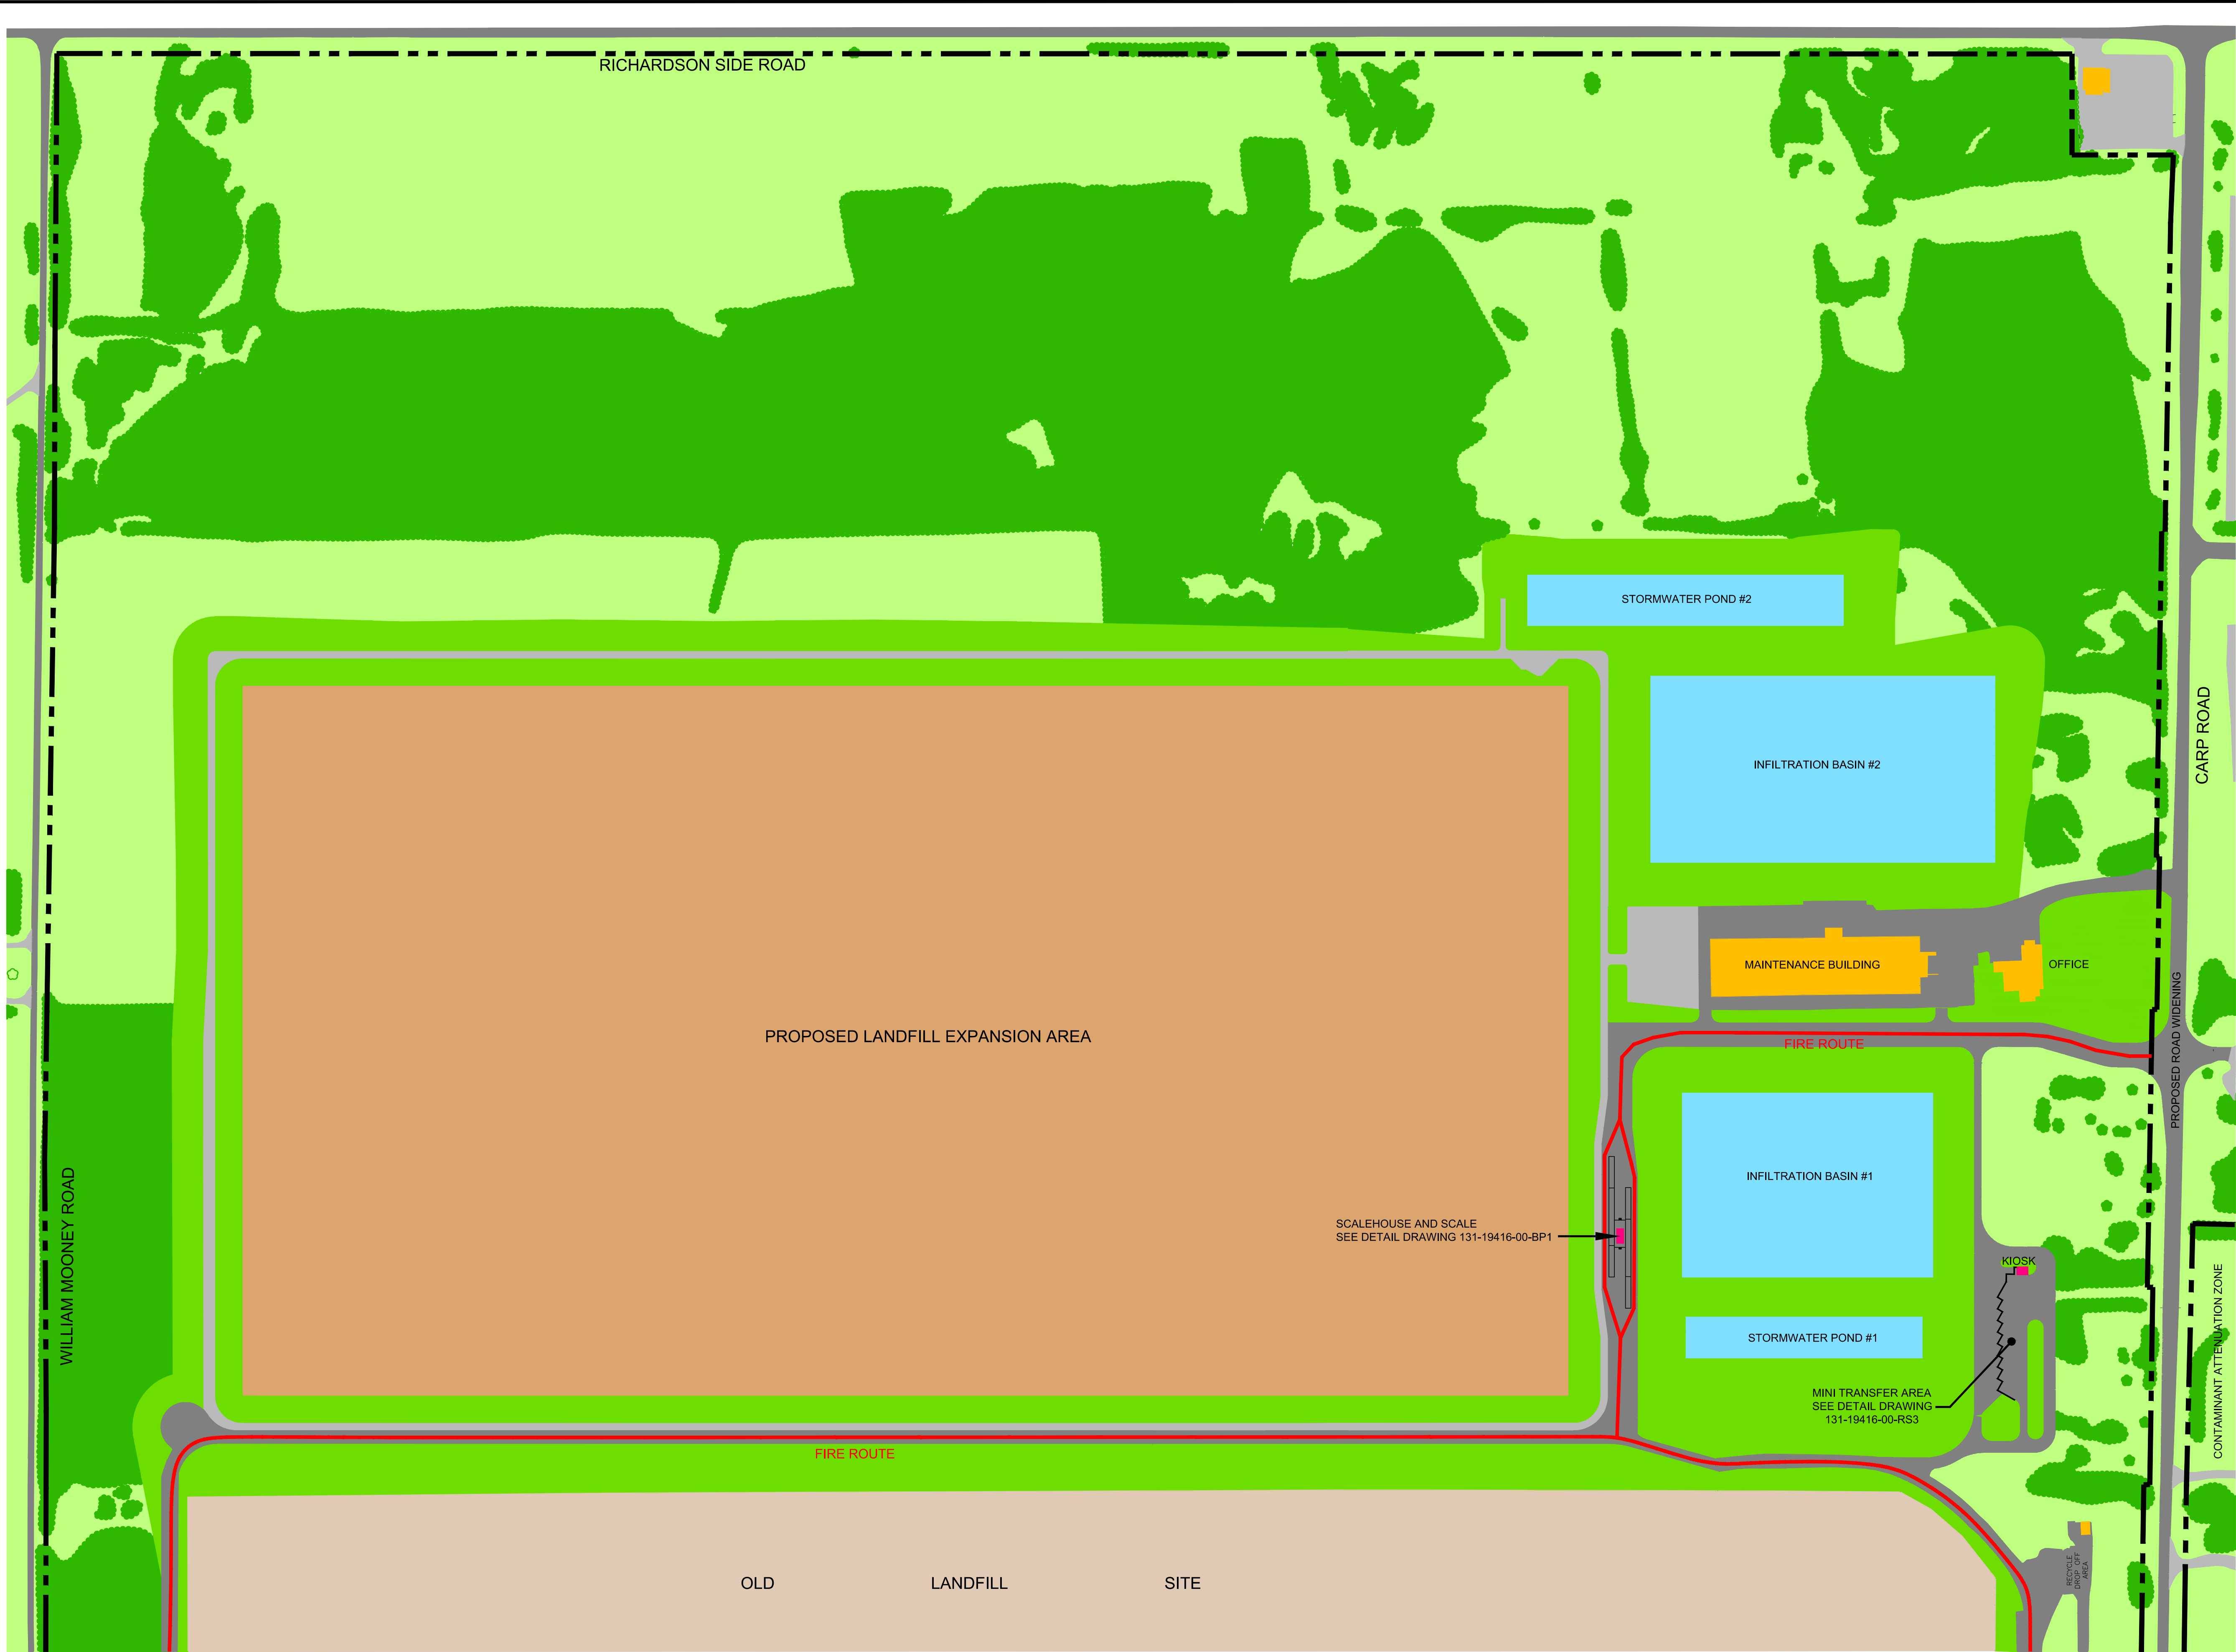 RICHARDSON SIDE ROAD
STORMWATER POND #2
CARP ROAD
INFILTRATION BASIN #2
MAINTENANCE BUILDING
OFFICE
PROPOSED ROAD WIDENING
PROPOSED LANDFILL EXPANSION AREA
FIRE ROUTE
INFILTRATION BASIN #1
WILLIAM MOONEY ROAD
SCALEHOUSE AND SCALE
SEE DETAIL DRAWING 131-19416-00-BP1
KIOSK
CONTAMINANT ATTENUATION ZONE
STORMWATER POND #1
MINI TRANSFER AREA
SEE DETAIL DRAWING
131-19416-00-RS3
FIRE ROUTE
RECYCLE
DROP OFF
AREA
OLD LANDFILL SITE